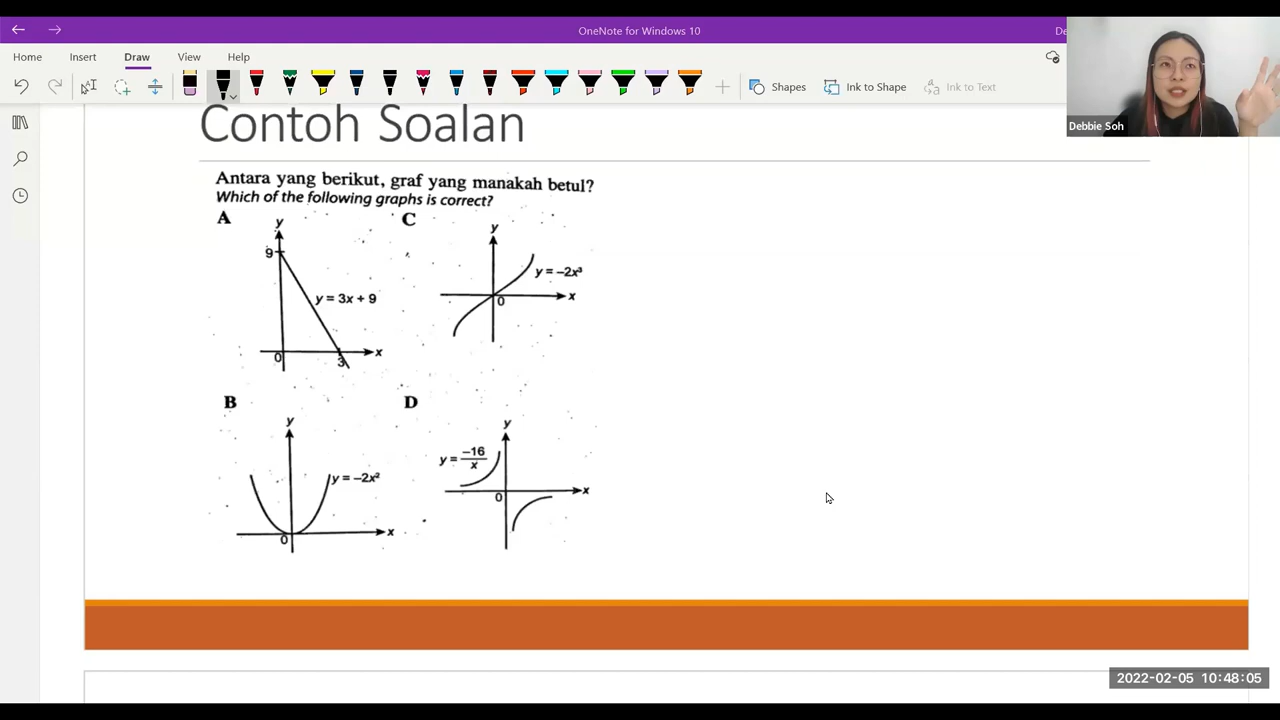 OneNote for Windows 10
De
Home Insert Draw View Help
Shapes
Ink to Shape
Ink to Text
Debbie Soh
Contoh Soalan
Antara yang berikut, graf yang manakah betul?
Which of the following graphs is correct?
A
y
9
y = 3x + 9
0
3
x
C
y
y = −2x³
0
x
B
y
y = −2x²
0
x
D
y
y = −16/x
0
x
2022-02-05 10:48:05